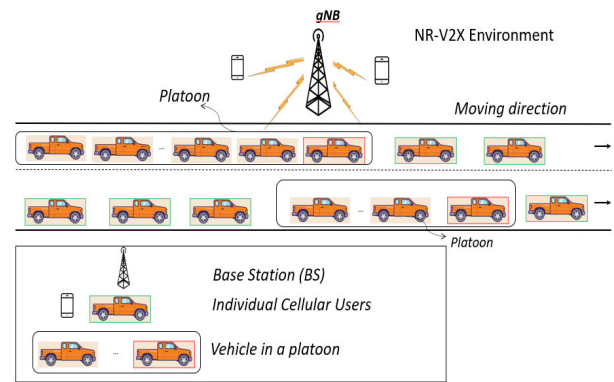 gNB
NR-V2X Environment
Platoon
Moving direction
...
...
Platoon
Base Station (BS)
Individual Cellular Users
Vehicle in a platoon
...